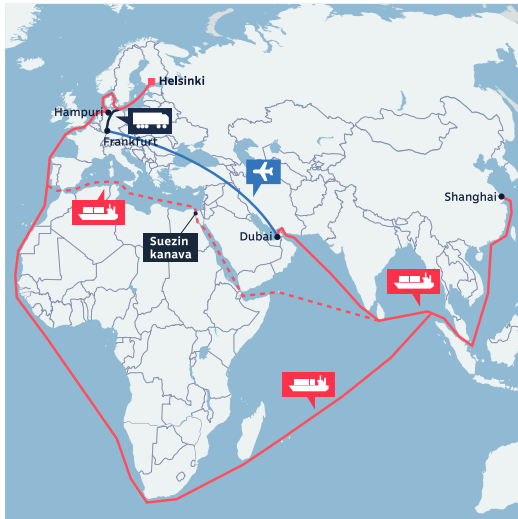 Helsinki
Hampuri
Frankfurt
Shanghai
Suezin
kanava
Dubai